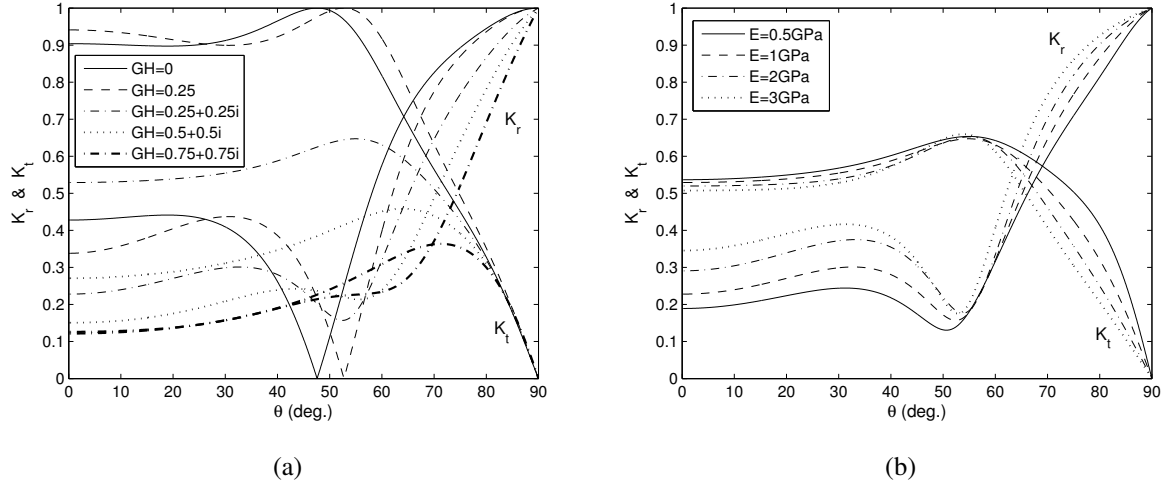 K_r & K_t
1
0.9
0.8
0.7
0.6
0.5
0.4
0.3
0.2
0.1
0
0 10 20 30 40 50 60 70 80 90
θ (deg.)
GH=0
GH=0.25
GH=0.25+0.25i
GH=0.5+0.5i
GH=0.75+0.75i
K_r
K_t
(a)
K_r & K_t
1
0.9
0.8
0.7
0.6
0.5
0.4
0.3
0.2
0.1
0
0 10 20 30 40 50 60 70 80 90
θ (deg.)
E=0.5GPa
E=1GPa
E=2GPa
E=3GPa
K_r
K_t
(b)